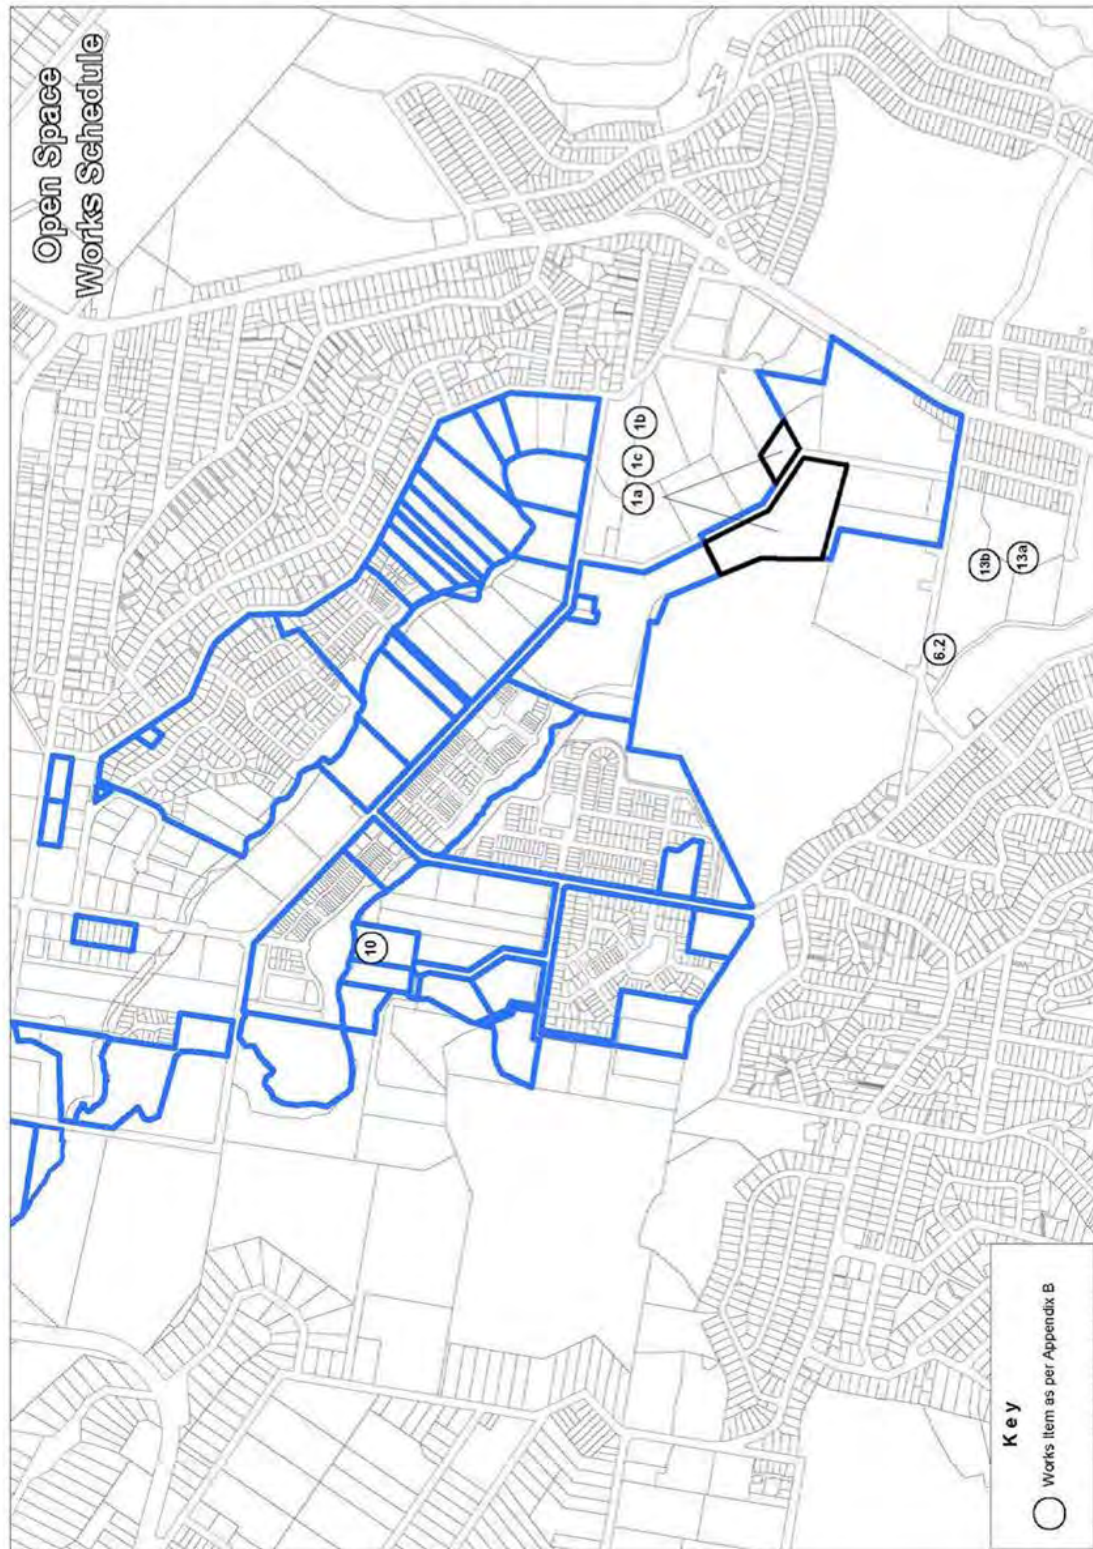 Open Space
Works Schedule
1a
1c
1b
10
13b
13a
6.2
Key
Works Item as per Appendix B